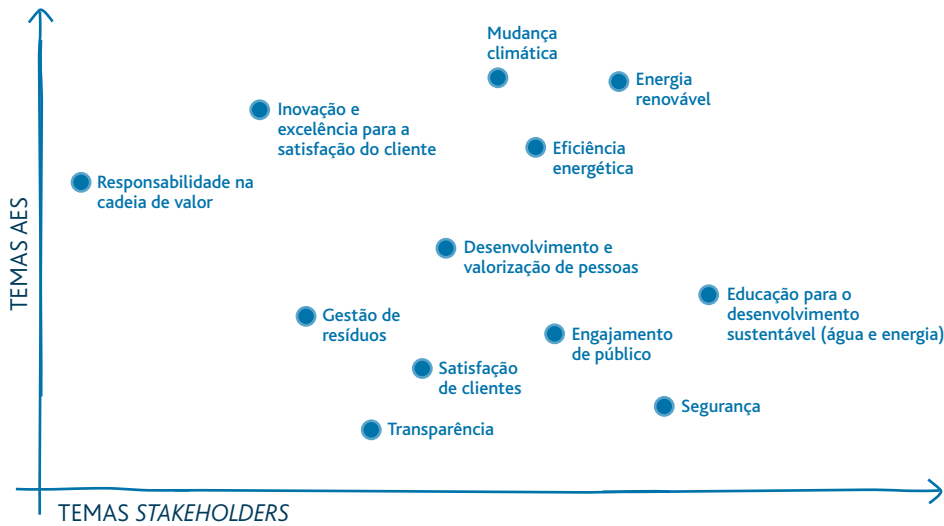 Mudança
climática
Energia
renovável
Inovação e
excelência para a
satisfação do cliente
Eficiência
energética
Responsabilidade na
cadeia de valor
TEMAS AES
Desenvolvimento e
valorização de pessoas
Educação para o
desenvolvimento
sustentável (água e energia)
Gestão de
resíduos
Engajamento
de público
Satisfação
de clientes
Segurança
Transparência
TEMAS STAKEHOLDERS